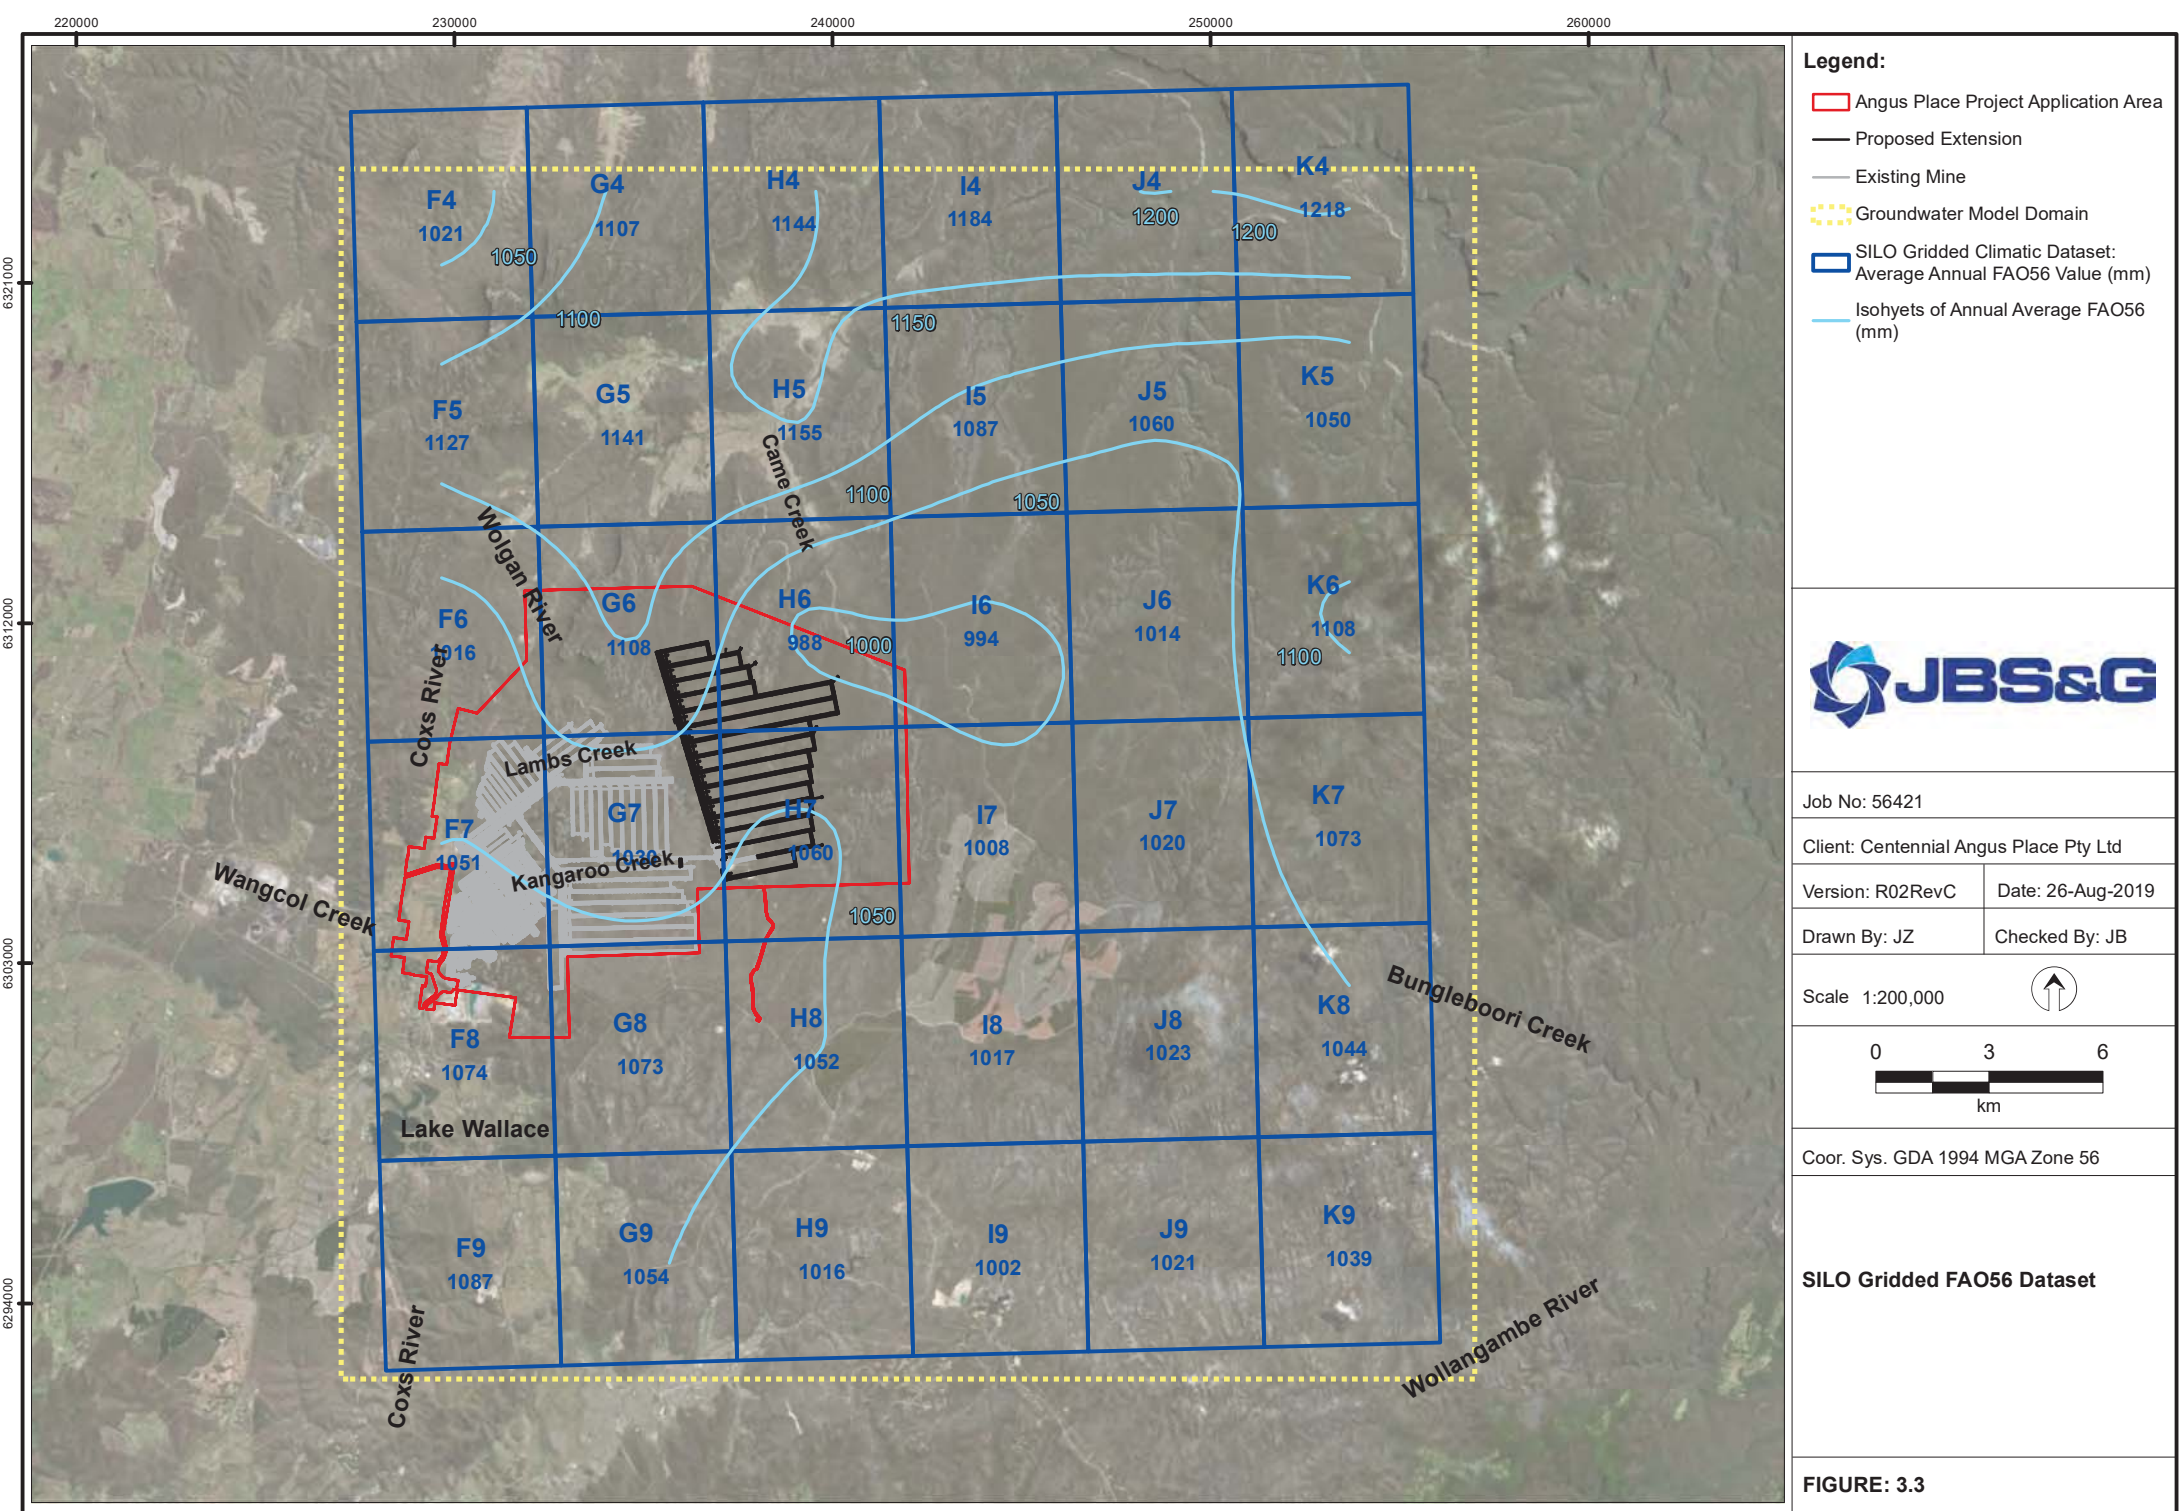 220000 230000 240000 250000 260000
6321000
6312000
6303000
6294000
F4
1021
G4
1107
H4
1144
I4
1184
J4
1200
K4
1218
1200
1050
1100
1150
F5
1127
G5
1141
H5
1155
I5
1087
J5
1060
K5
1050
Came Creek
1100
1050
Wolgan River
F6
1016
G6
1108
H6
988
1000
I6
994
J6
1014
K6
1108
1100
Coxs River
Lambs Creek
F7
1051
G7
1030
Kangaroo Creek
H7
1060
I7
1008
J7
1020
K7
1073
Wangcol Creek
1050
F8
1074
G8
1073
H8
1052
I8
1017
J8
1023
K8
1044
Bungleboori Creek
Lake Wallace
F9
1087
G9
1054
H9
1016
I9
1002
J9
1021
K9
1039
Coxs River
Wollangambe River
Legend:
Angus Place Project Application Area
Proposed Extension
Existing Mine
Groundwater Model Domain
SILO Gridded Climatic Dataset:
Average Annual FAO56 Value (mm)
Isohyets of Annual Average FAO56
(mm)
JBS&G
Job No: 56421
Client: Centennial Angus Place Pty Ltd
Version: R02RevC Date: 26-Aug-2019
Drawn By: JZ Checked By: JB
Scale 1:200,000
0 3 6
km
Coor. Sys. GDA 1994 MGA Zone 56
SILO Gridded FAO56 Dataset
FIGURE: 3.3